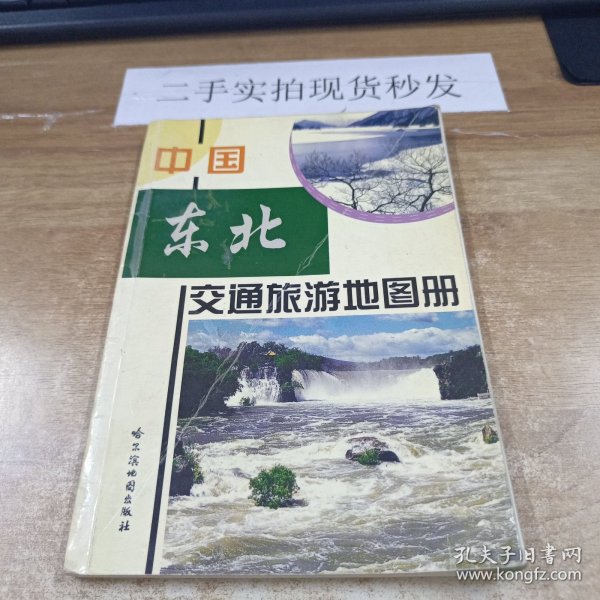 二手实拍现货秒发
中国
东北
交通旅游地图册
哈尔滨地图出版社
孔夫子旧书网
www.kongfz.com